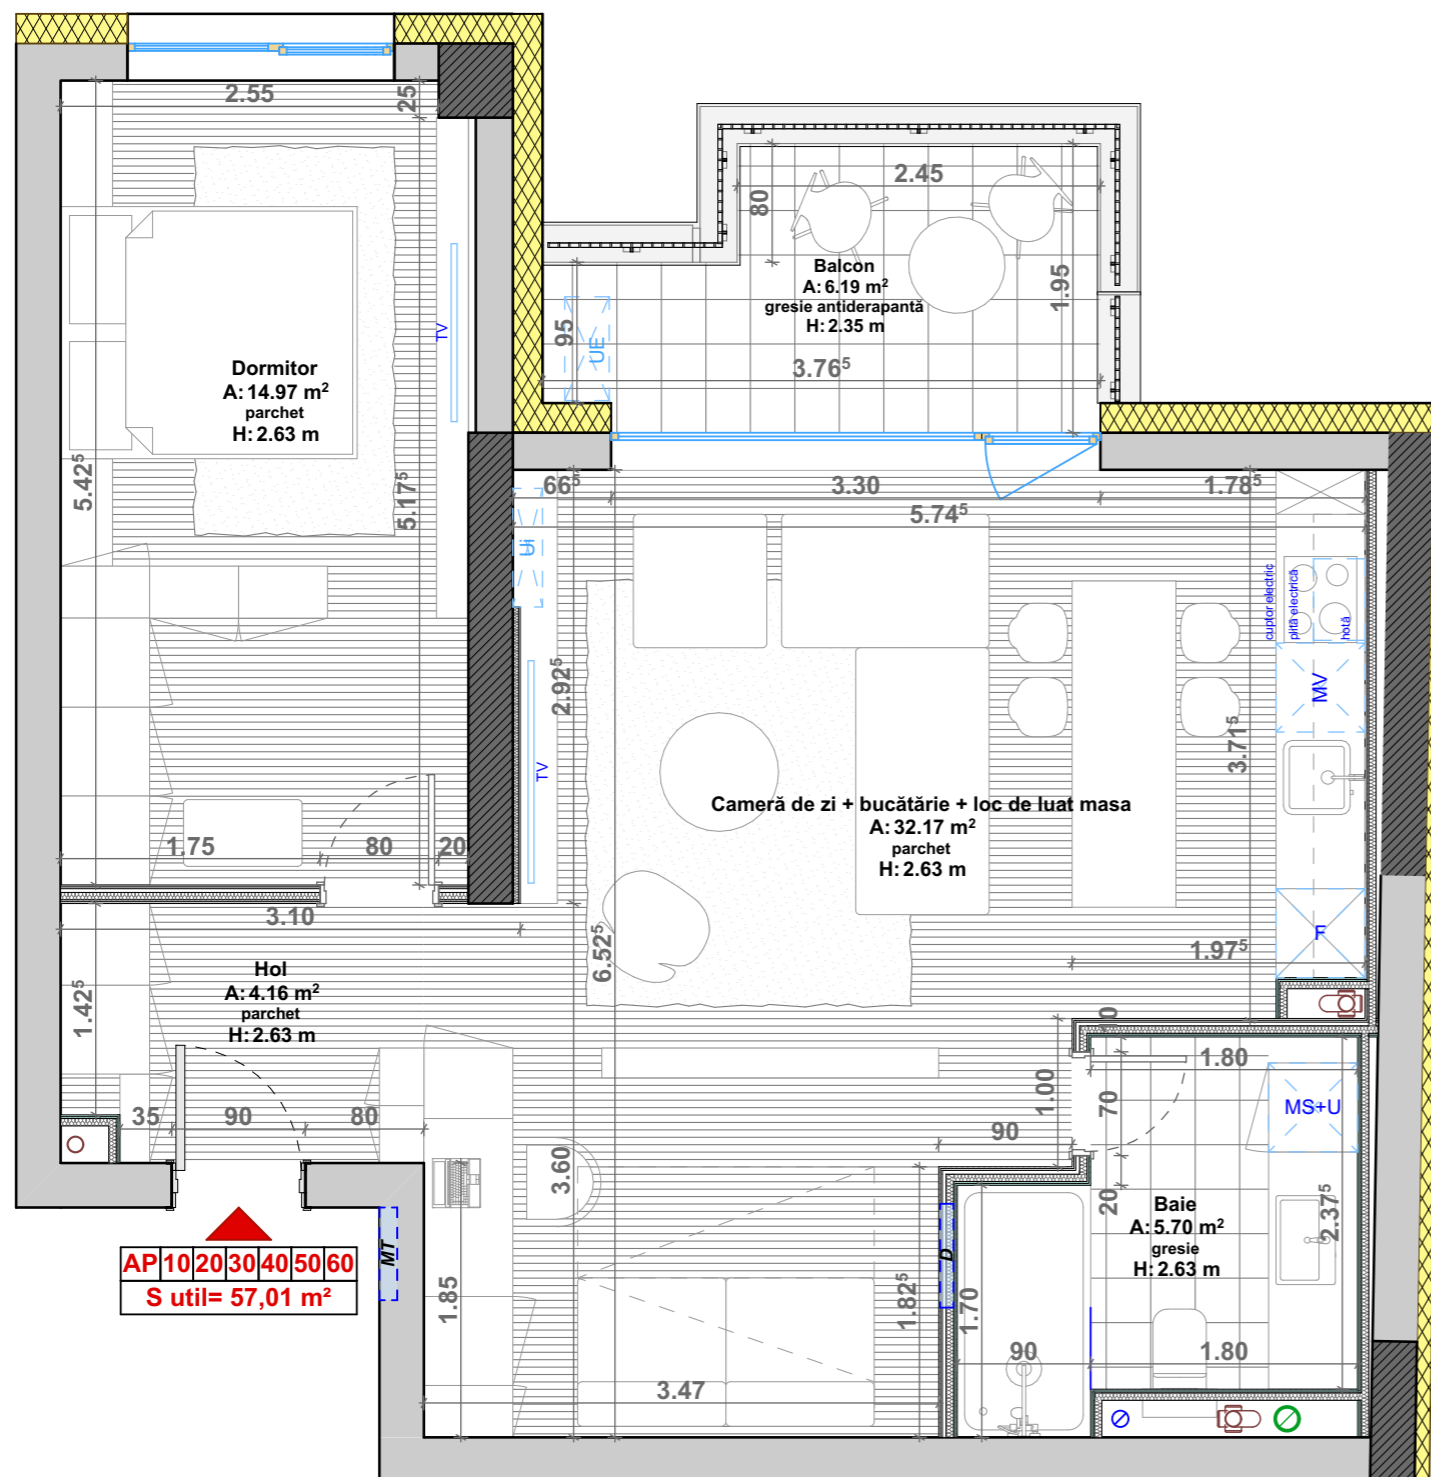 2.55
25
2.45
80
Balcon
A: 6.19 m²
gresie antiderapantă
H: 2.35 m
1.95
95
UE
3.76⁵
TV
Dormitor
A: 14.97 m²
parchet
H: 2.63 m
5.42⁵
5.17⁵
66⁵
3.30
1.78⁵
5.74⁵
UI
cuptor electric
plită electrică
hotă
2.92⁵
MV
3.71⁵
TV
Cameră de zi + bucătărie + loc de luat masa
A: 32.17 m²
parchet
H: 2.63 m
1.75
80
20
3.10
F
6.52⁵
1.97⁵
Hol
A: 4.16 m²
parchet
H: 2.63 m
1.42⁵
1.80
1.00
70
MS+U
35
90
80
90
3.60
20
Baie
A: 5.70 m²
gresie
H: 2.63 m
2.37⁵
MT
D
AP 10 20 30 40 50 60
S util= 57,01 m²
1.85
1.82⁵
1.70
90
1.80
3.47